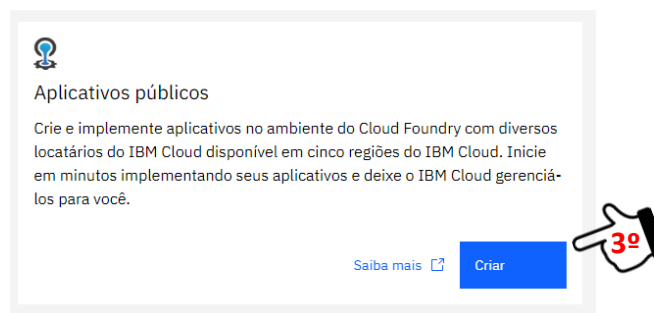 Aplicativos públicos
Crie e implemente aplicativos no ambiente do Cloud Foundry com diversos
locatários do IBM Cloud disponível em cinco regiões do IBM Cloud. Inicie
em minutos implementando seus aplicativos e deixe o IBM Cloud gerenciá-
los para você.
Saiba mais
Criar
3º